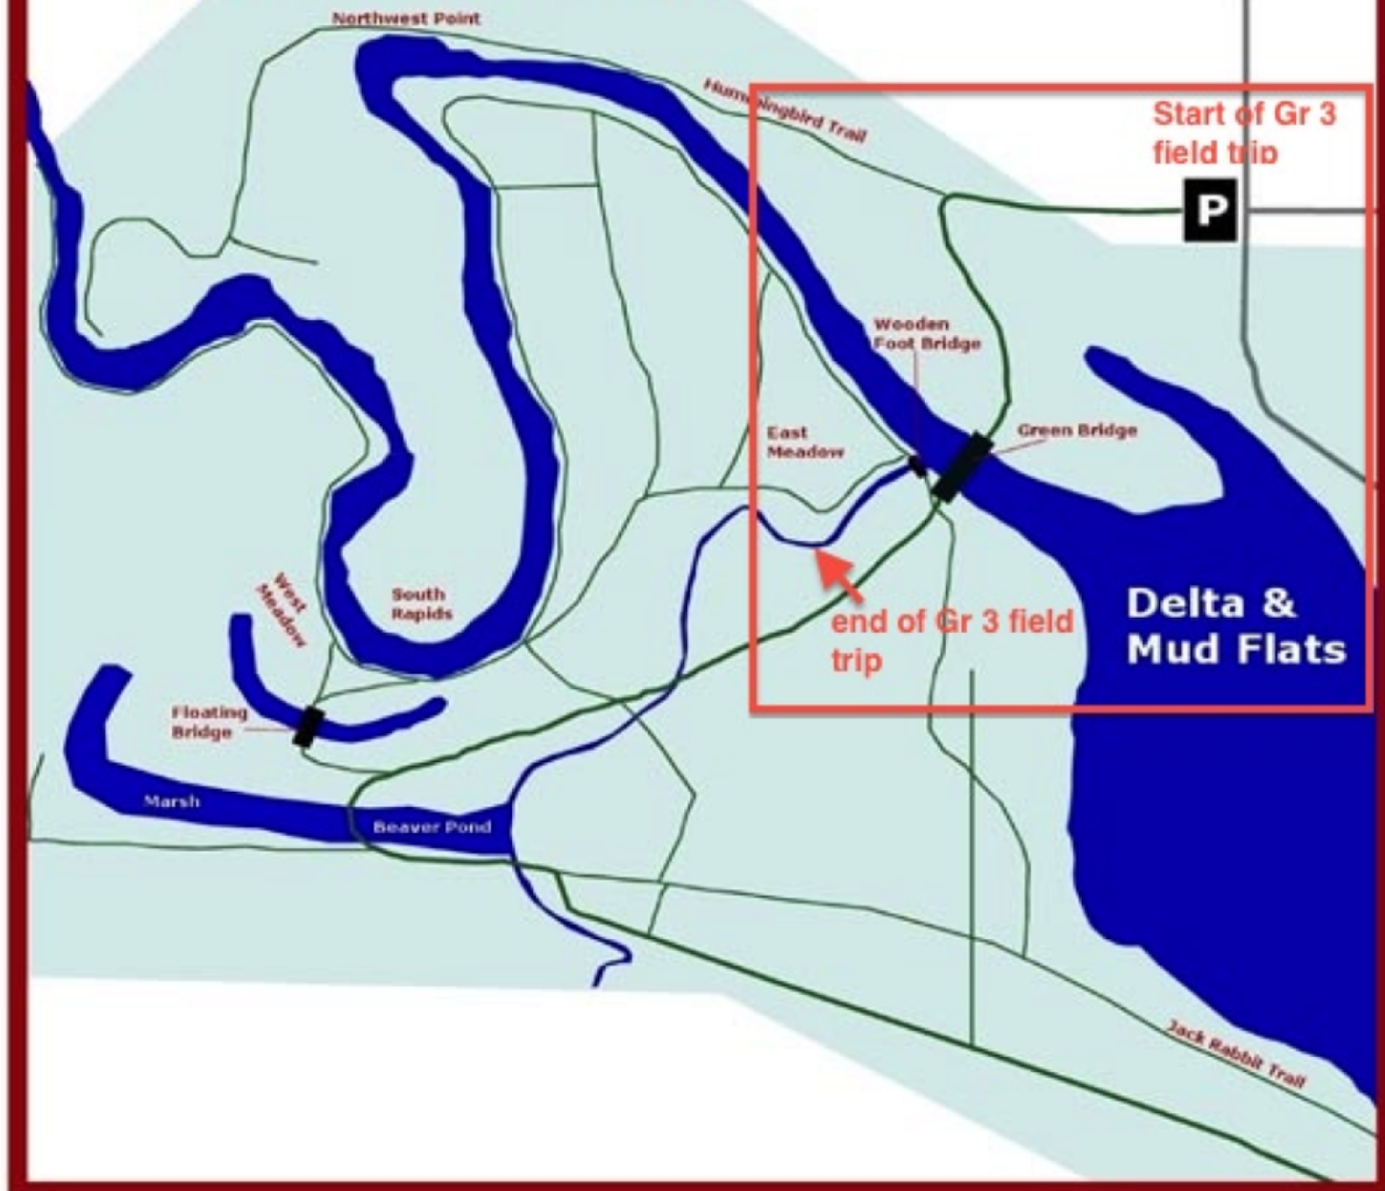 Northwest Point
Hummingbird Trail
Start of Gr 3
field trip
P
Wooden
Foot Bridge
Green Bridge
East
Meadow
West
Meadow
South
Rapids
Delta &
Mud Flats
end of Gr 3 field
trip
Floating
Bridge
Marsh
Beaver Pond
Jack Rabbit Trail